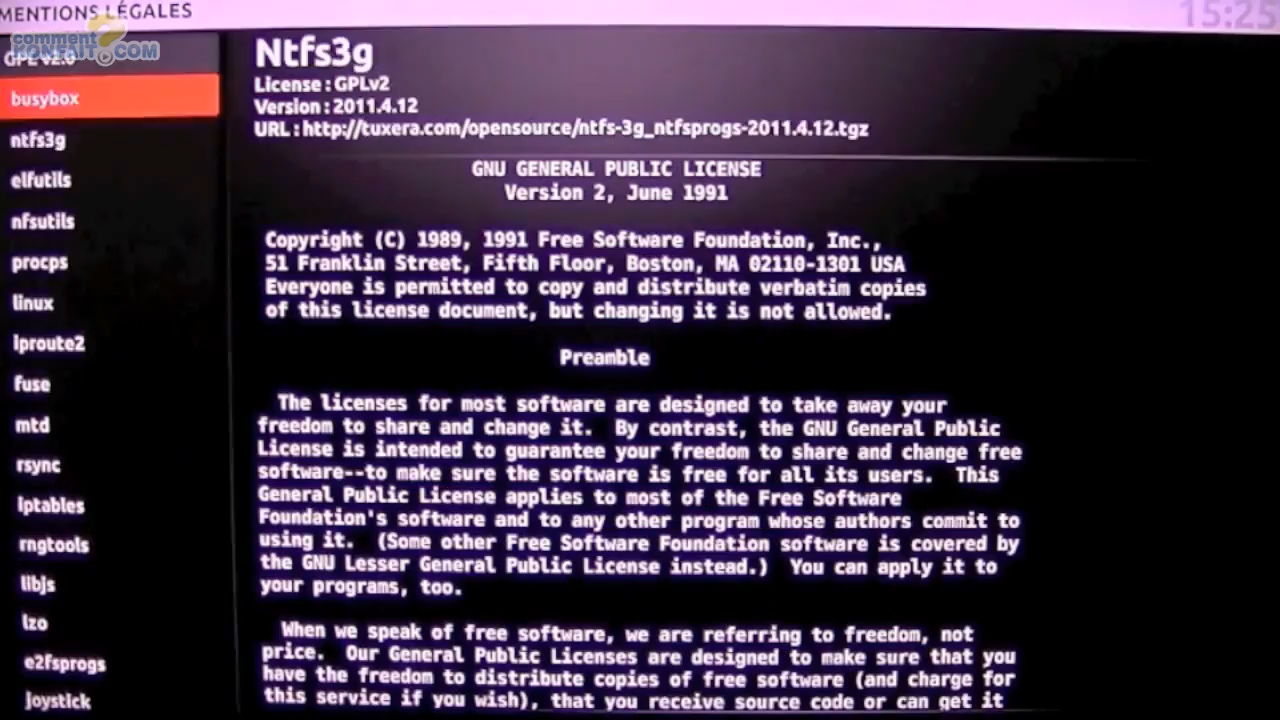 MENTIONS LÉGALES
15:25
comment
KONFAIT.COM
GPL v2.0
busybox
ntfs3g
elfutils
nfsutils
procps
linux
iproute2
fuse
mtd
rsync
iptables
rngtools
libjs
lzo
e2fsprogs
joystick
Ntfs3g
License : GPLv2
Version : 2011.4.12
URL : http://tuxera.com/opensource/ntfs-3g_ntfsprogs-2011.4.12.tgz
GNU GENERAL PUBLIC LICENSE
Version 2, June 1991
Copyright (C) 1989, 1991 Free Software Foundation, Inc.,
51 Franklin Street, Fifth Floor, Boston, MA 02110-1301 USA
Everyone is permitted to copy and distribute verbatim copies
of this license document, but changing it is not allowed.
Preamble
The licenses for most software are designed to take away your
freedom to share and change it. By contrast, the GNU General Public
License is intended to guarantee your freedom to share and change free
software--to make sure the software is free for all its users. This
General Public License applies to most of the Free Software
Foundation's software and to any other program whose authors commit to
using it. (Some other Free Software Foundation software is covered by
the GNU Lesser General Public License instead.) You can apply it to
your programs, too.
When we speak of free software, we are referring to freedom, not
price. Our General Public Licenses are designed to make sure that you
have the freedom to distribute copies of free software (and charge for
this service if you wish), that you receive source code or can get it